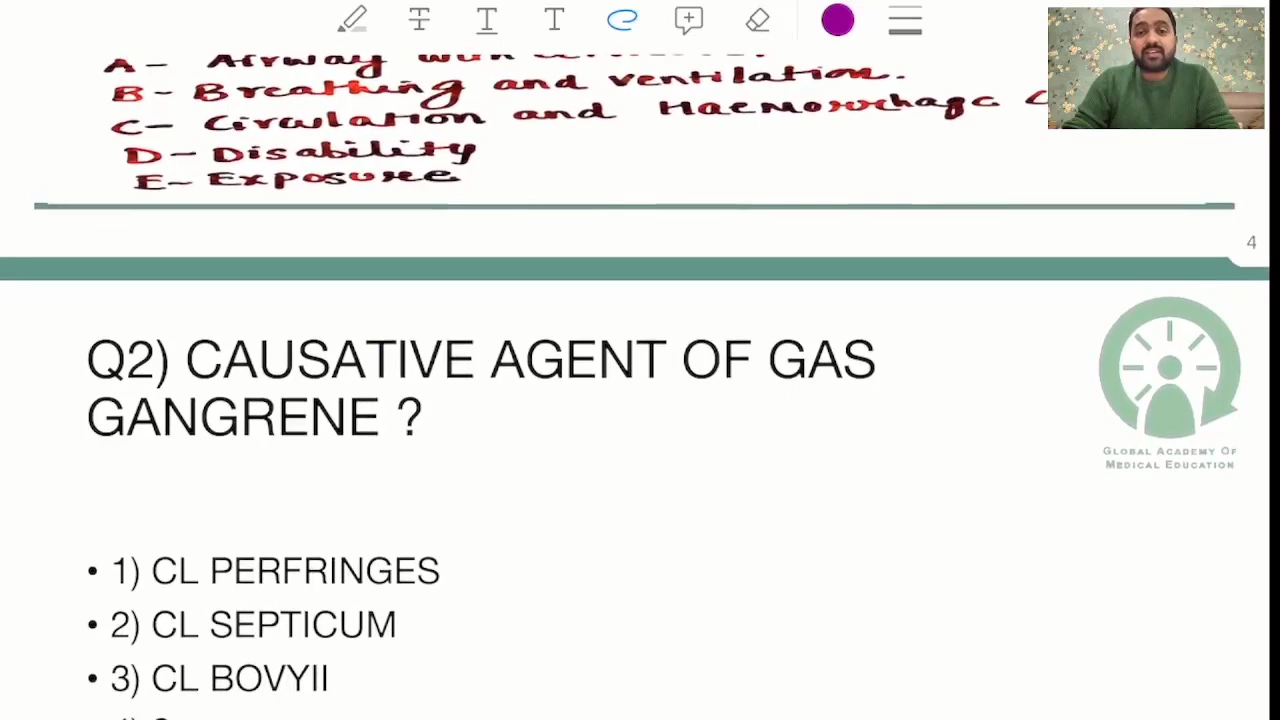 A - Airway
B - Breathing and ventilation.
C - Circulation and Haemorrhage C
D - Disability
E - Exposure
4
Q2) CAUSATIVE AGENT OF GAS
GANGRENE ?
GLOBAL ACADEMY OF
MEDICAL EDUCATION
• 1) CL PERFRINGES
• 2) CL SEPTICUM
• 3) CL BOVYII